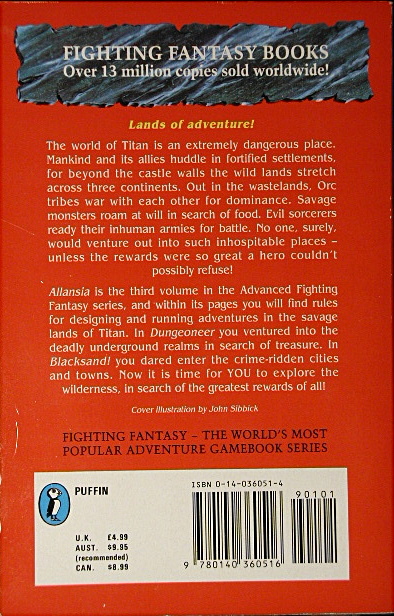 FIGHTING FANTASY BOOKS
Over 13 million copies sold worldwide!
Lands of adventure!
The world of Titan is an extremely dangerous place.
Mankind and its allies huddle in fortified settlements,
for beyond the castle walls the wild lands stretch
across three continents. Out in the wastelands, Orc
tribes war with each other for dominance. Savage
monsters roam at will in search of food. Evil sorcerers
ready their inhuman armies for battle. No one, surely,
would venture out into such inhospitable places –
unless the rewards were so great a hero couldn't
possibly refuse!
Allansia is the third volume in the Advanced Fighting
Fantasy series, and within its pages you will find rules
for designing and running adventures in the savage
lands of Titan. In Dungeoneer you ventured into the
deadly underground realms in search of treasure. In
Blacksand! you dared enter the crime-ridden cities
and towns. Now it is time for YOU to explore the
wilderness, in search of the greatest rewards of all!
Cover illustration by John Sibbick
FIGHTING FANTASY – THE WORLD'S MOST
POPULAR ADVENTURE GAMEBOOK SERIES
PUFFIN
U.K. £4.99
AUST. $9.95
(recommended)
CAN. $8.99
ISBN 0-14-036051-4
90101
9 780140 360516